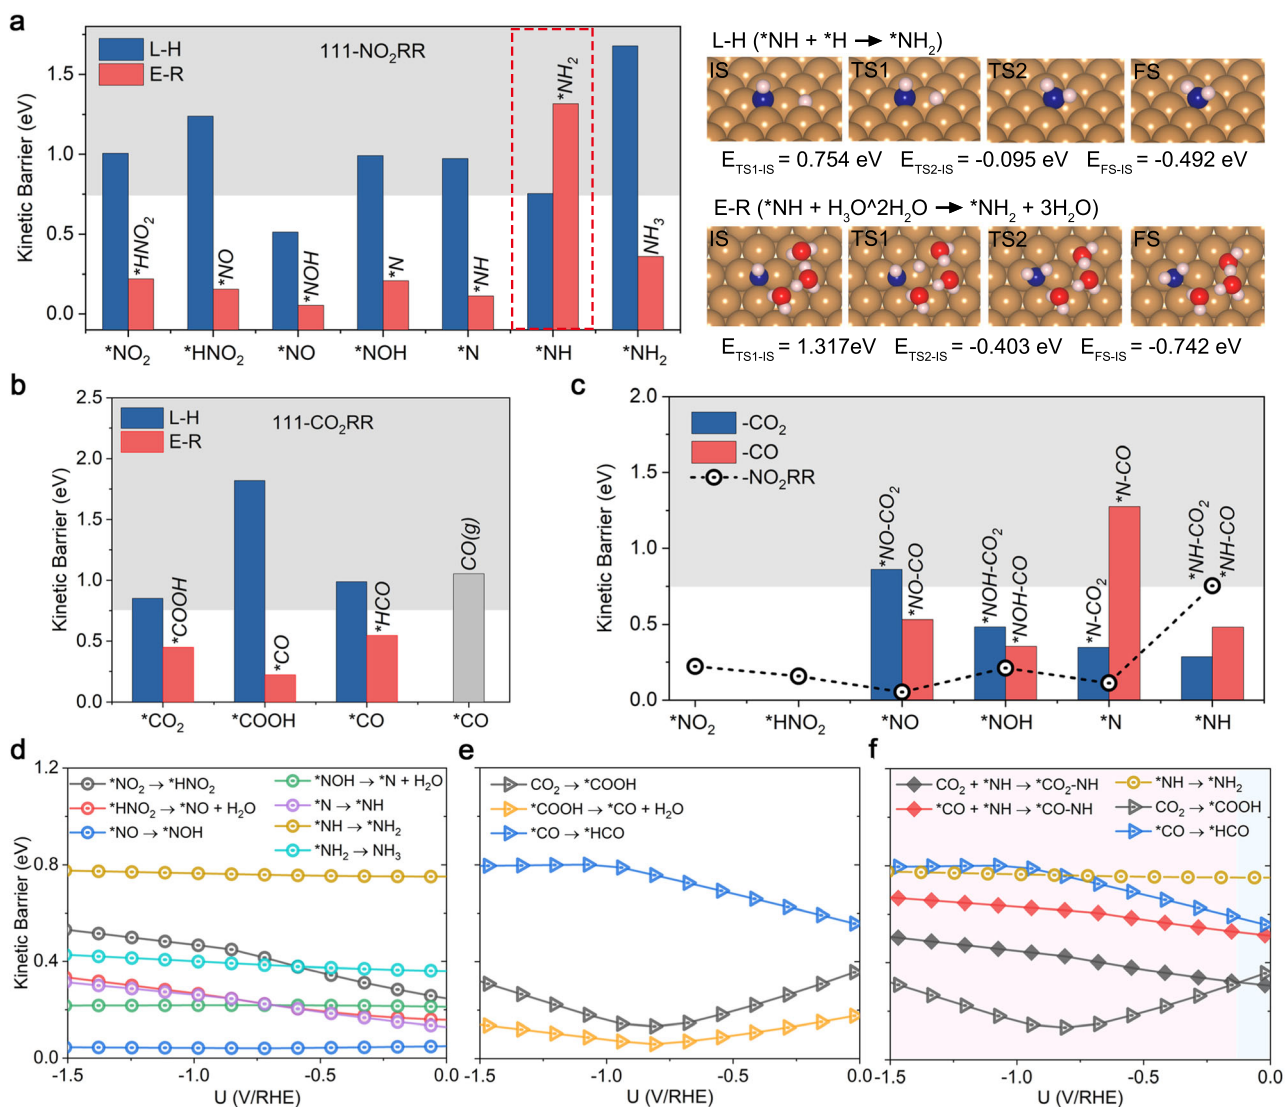 a
L-H
E-R
111-NO₂RR
Kinetic Barrier (eV)
1.5
1.0
0.5
0.0
*HNO₂
*NO
*NOH
*N
*NH
*NH₂
NH₃
*NO₂
*HNO₂
*NO
*NOH
*N
*NH
*NH₂
L-H (*NH + *H → *NH₂)
IS
TS1
TS2
FS
E_TS1-IS = 0.754 eV E_TS2-IS = -0.095 eV E_FS-IS = -0.492 eV
E-R (*NH + H₃O^2H₂O → *NH₂ + 3H₂O)
IS
TS1
TS2
FS
E_TS1-IS = 1.317eV E_TS2-IS = -0.403 eV E_FS-IS = -0.742 eV
b
L-H
E-R
111-CO₂RR
Kinetic Barrier (eV)
2.5
2.0
1.5
1.0
0.5
0.0
*COOH
*CO
*HCO
CO(g)
*CO₂
*COOH
*CO
*CO
c
-CO₂
-CO
-NO₂RR
Kinetic Barrier (eV)
2.0
1.5
1.0
0.5
0.0
*NO-CO₂
*NO-CO
*NOH-CO₂
*NOH-CO
*N-CO₂
*N-CO
*NH-CO₂
*NH-CO
*NO₂
*HNO₂
*NO
*NOH
*N
*NH
d
*NO₂ → *HNO₂
*HNO₂ → *NO + H₂O
*NO → *NOH
*NOH → *N + H₂O
*N → *NH
*NH → *NH₂
*NH₂ → NH₃
Kinetic Barrier (eV)
1.2
0.8
0.4
0.0
-1.5
-1.0
-0.5
0.0
U (V/RHE)
e
CO₂ → *COOH
*COOH → *CO + H₂O
*CO → *HCO
-1.0
-0.5
0.0
U (V/RHE)
f
CO₂ + *NH → *CO₂-NH
*CO + *NH → *CO-NH
*NH → *NH₂
CO₂ → *COOH
*CO → *HCO
-1.5
-1.0
-0.5
0.0
U (V/RHE)